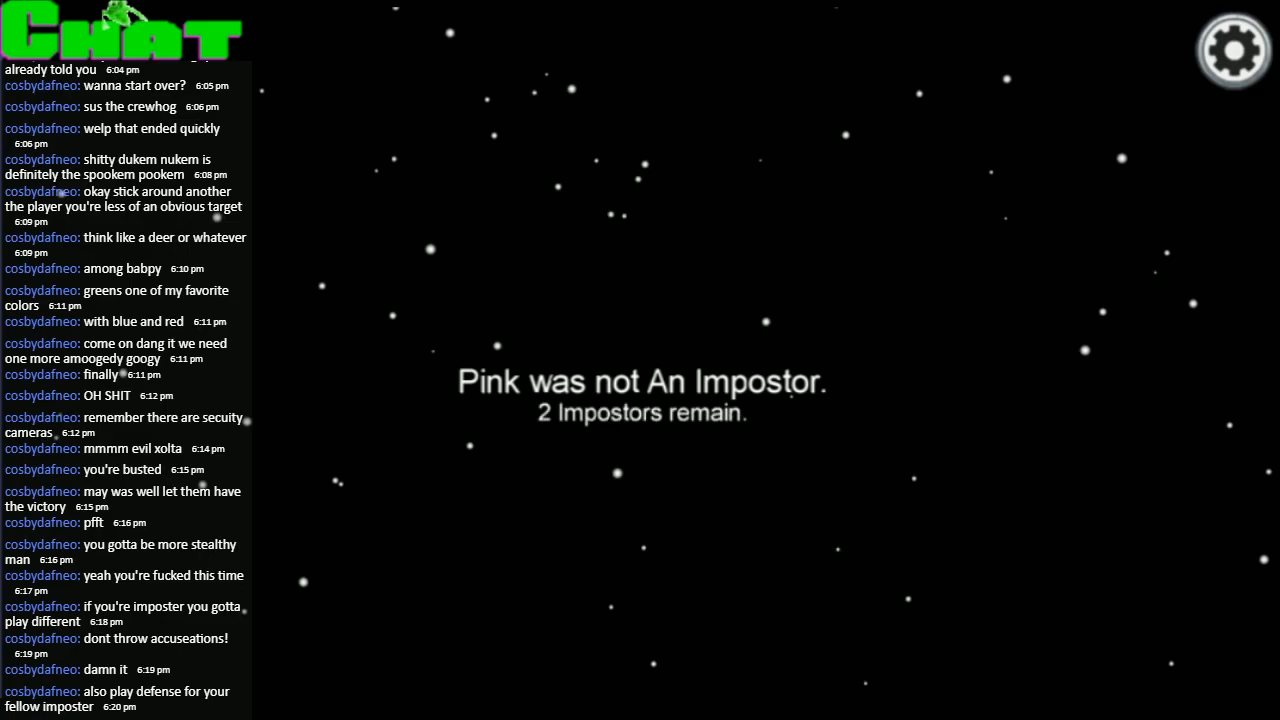 Chat
already told you 6:04 pm
cosbydafneo: wanna start over? 6:05 pm
cosbydafneo: sus the crewhog 6:06 pm
cosbydafneo: welp that ended quickly
6:06 pm
cosbydafneo: shitty dukem nukem is
definitely the spookem pookem 6:08 pm
cosbydafneo: okay stick around another
the player you're less of an obvious target
6:09 pm
cosbydafneo: think like a deer or whatever
6:09 pm
cosbydafneo: among babpy 6:10 pm
cosbydafneo: greens one of my favorite
colors 6:11 pm
cosbydafneo: with blue and red 6:11 pm
cosbydafneo: come on dang it we need
one more amoogedy googy 6:11 pm
cosbydafneo: finally 6:11 pm
cosbydafneo: OH SHIT 6:12 pm
cosbydafneo: remember there are secuity
cameras 6:12 pm
cosbydafneo: mmmm evil xolta 6:14 pm
cosbydafneo: you're busted 6:15 pm
cosbydafneo: may was well let them have
the victory 6:15 pm
cosbydafneo: pfft 6:16 pm
cosbydafneo: you gotta be more stealthy
man 6:16 pm
cosbydafneo: yeah you're fucked this time
6:17 pm
cosbydafneo: if you're imposter you gotta
play different 6:18 pm
cosbydafneo: dont throw accuseations!
6:19 pm
cosbydafneo: damn it 6:19 pm
cosbydafneo: also play defense for your
fellow imposter 6:20 pm
Pink was not An Impostor.
2 Impostors remain.